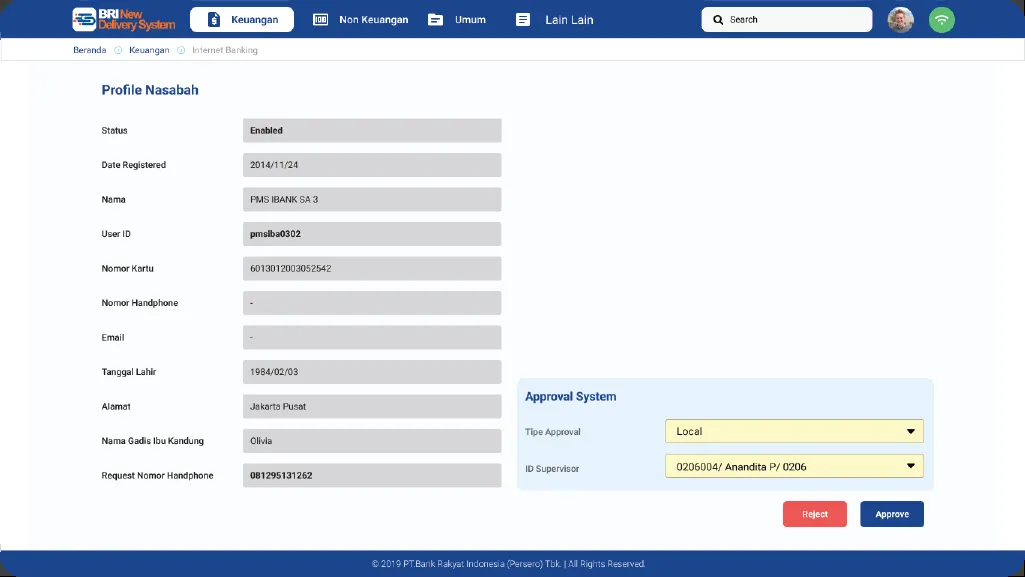 BRI New Delivery System
Keuangan
Non Keuangan
Umum
Lain Lain
Search
Beranda Keuangan Internet Banking
Profile Nasabah
Status Enabled
Date Registered 2014/11/24
Nama PMS IBANK SA 3
User ID pmsiba0302
Nomor Kartu 6013012003052542
Nomor Handphone -
Email -
Tanggal Lahir 1984/02/03
Alamat Jakarta Pusat
Nama Gadis Ibu Kandung Olivia
Request Nomor Handphone 081295131262
Approval System
Tipe Approval Local
ID Supervisor 0206004/ Anandita P/ 0206
Reject Approve
© 2019 PT.Bank Rakyat Indonesia (Persero) Tbk. | All Rights Reserved.